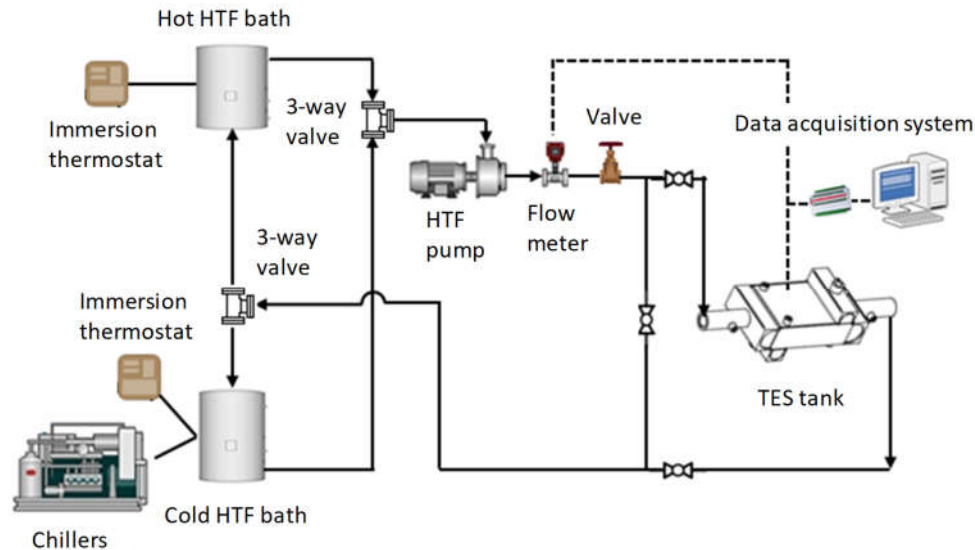 Hot HTF bath
3-way
valve
Immersion
thermostat
Valve
Data acquisition system
HTF
pump
Flow
meter
3-way
valve
Immersion
thermostat
TES tank
Cold HTF bath
Chillers